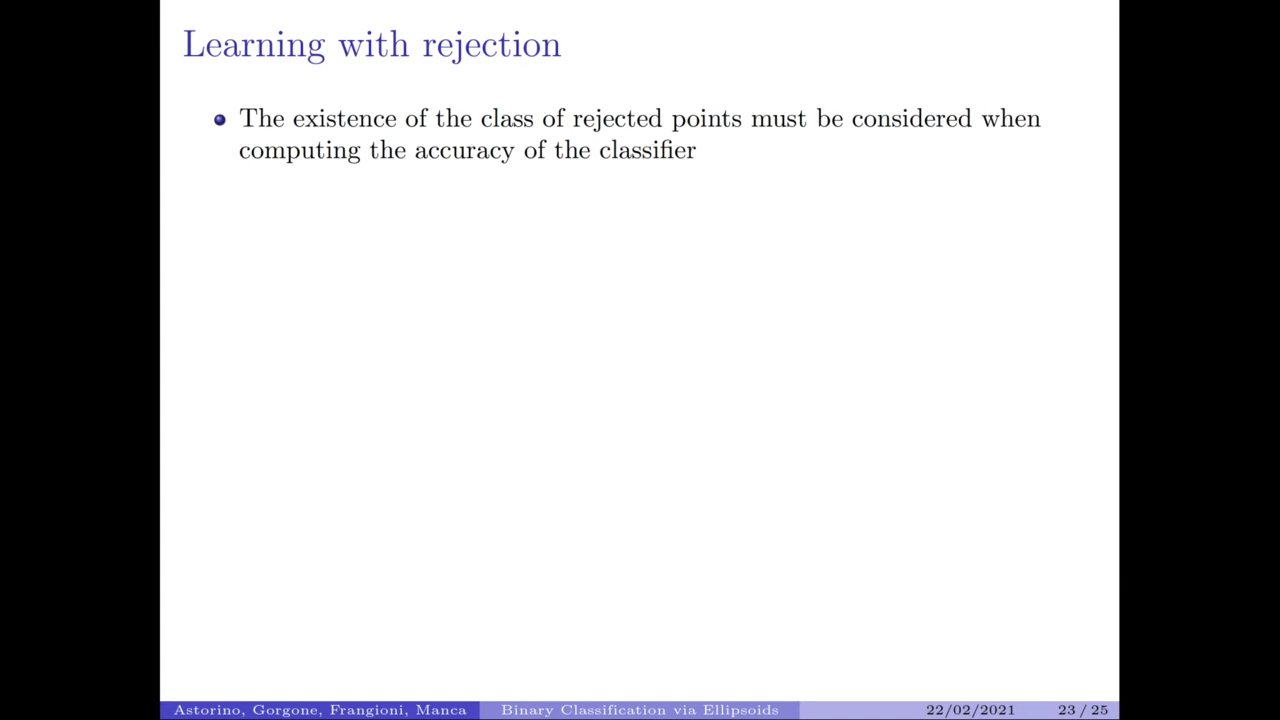 Learning with rejection
The existence of the class of rejected points must be considered when
computing the accuracy of the classifier
Astorino, Gorgone, Frangioni, Manca
Binary Classification via Ellipsoids
22/02/2021
23 / 25